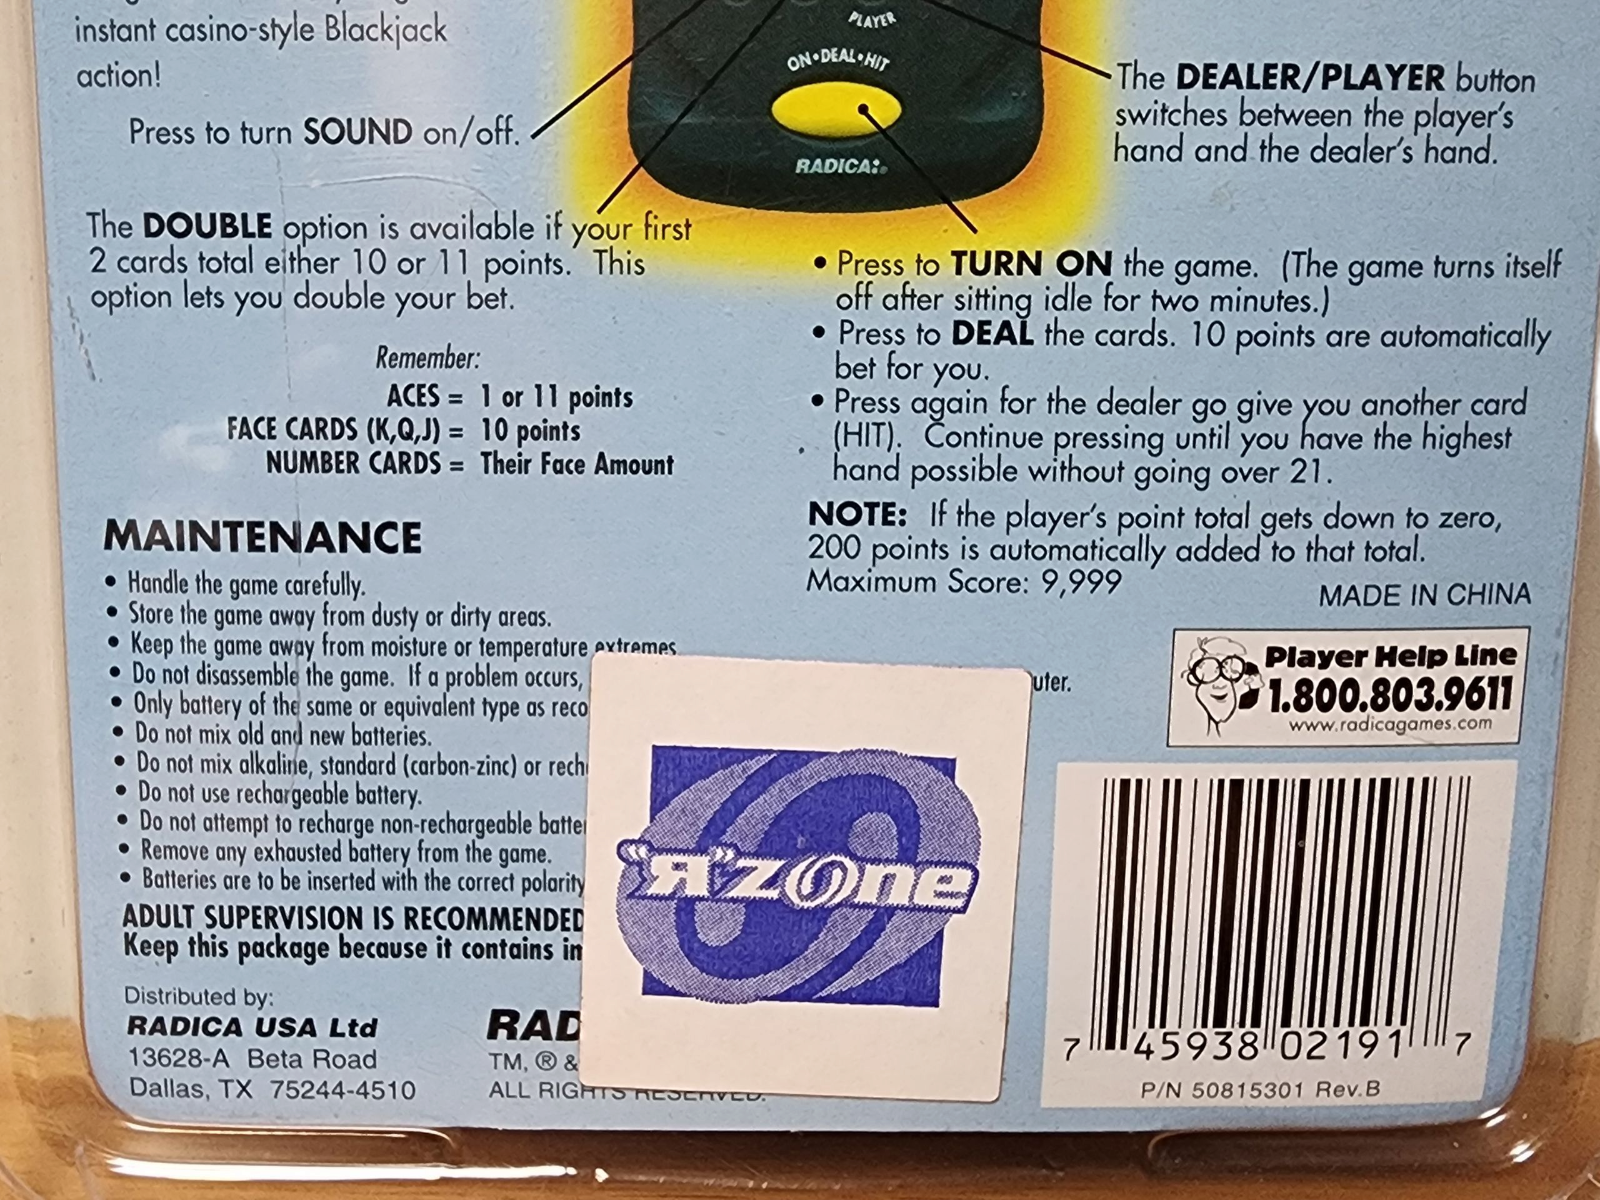 instant casino-style Blackjack
action!
Press to turn SOUND on/off.
The DOUBLE option is available if your first
2 cards total either 10 or 11 points. This
option lets you double your bet.
Remember:
ACES = 1 or 11 points
FACE CARDS (K,Q,J) = 10 points
NUMBER CARDS = Their Face Amount
PLAYER
ON•DEAL•HIT
RADICA:®
The DEALER/PLAYER button
switches between the player's
hand and the dealer's hand.
• Press to TURN ON the game. (The game turns itself
off after sitting idle for two minutes.)
• Press to DEAL the cards. 10 points are automatically
bet for you.
• Press again for the dealer go give you another card
(HIT). Continue pressing until you have the highest
hand possible without going over 21.
NOTE: If the player's point total gets down to zero,
200 points is automatically added to that total.
Maximum Score: 9,999
MADE IN CHINA
MAINTENANCE
• Handle the game carefully.
• Store the game away from dusty or dirty areas.
• Keep the game away from moisture or temperature extremes
• Do not disassemble the game. If a problem occurs,
• Only battery of the same or equivalent type as
• Do not mix old and new batteries.
• Do not mix alkaline, standard (carbon-zinc) or
• Do not use rechargeable battery.
• Do not attempt to recharge non-rechargeable
• Remove any exhausted battery from the game.
• Batteries are to be inserted with the correct polarity
ADULT SUPERVISION IS RECOMMENDED
Keep this package because it contains
Distributed by:
RADICA USA Ltd
13628-A Beta Road
Dallas, TX 75244-4510
TM, ® &
ALL RIGHTS RESERVED.
"Я"zone
Player Help Line
1.800.803.9611
www.radicagames.com
7 45938 02191 7
P/N 50815301 Rev.B